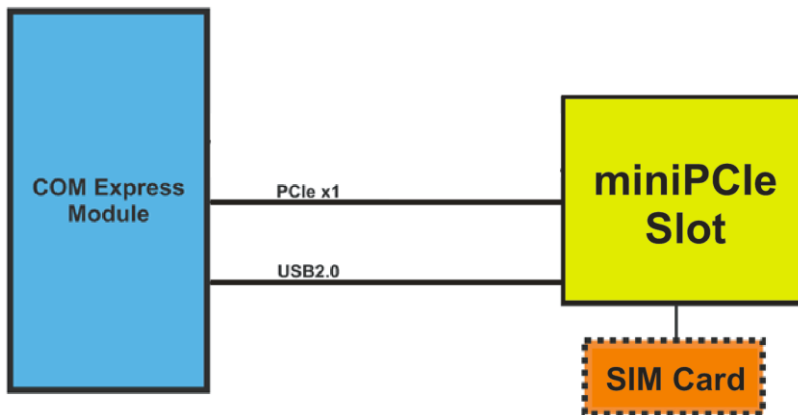 COM Express
Module
PCIe x1
USB2.0
miniPCIe
Slot
SIM Card